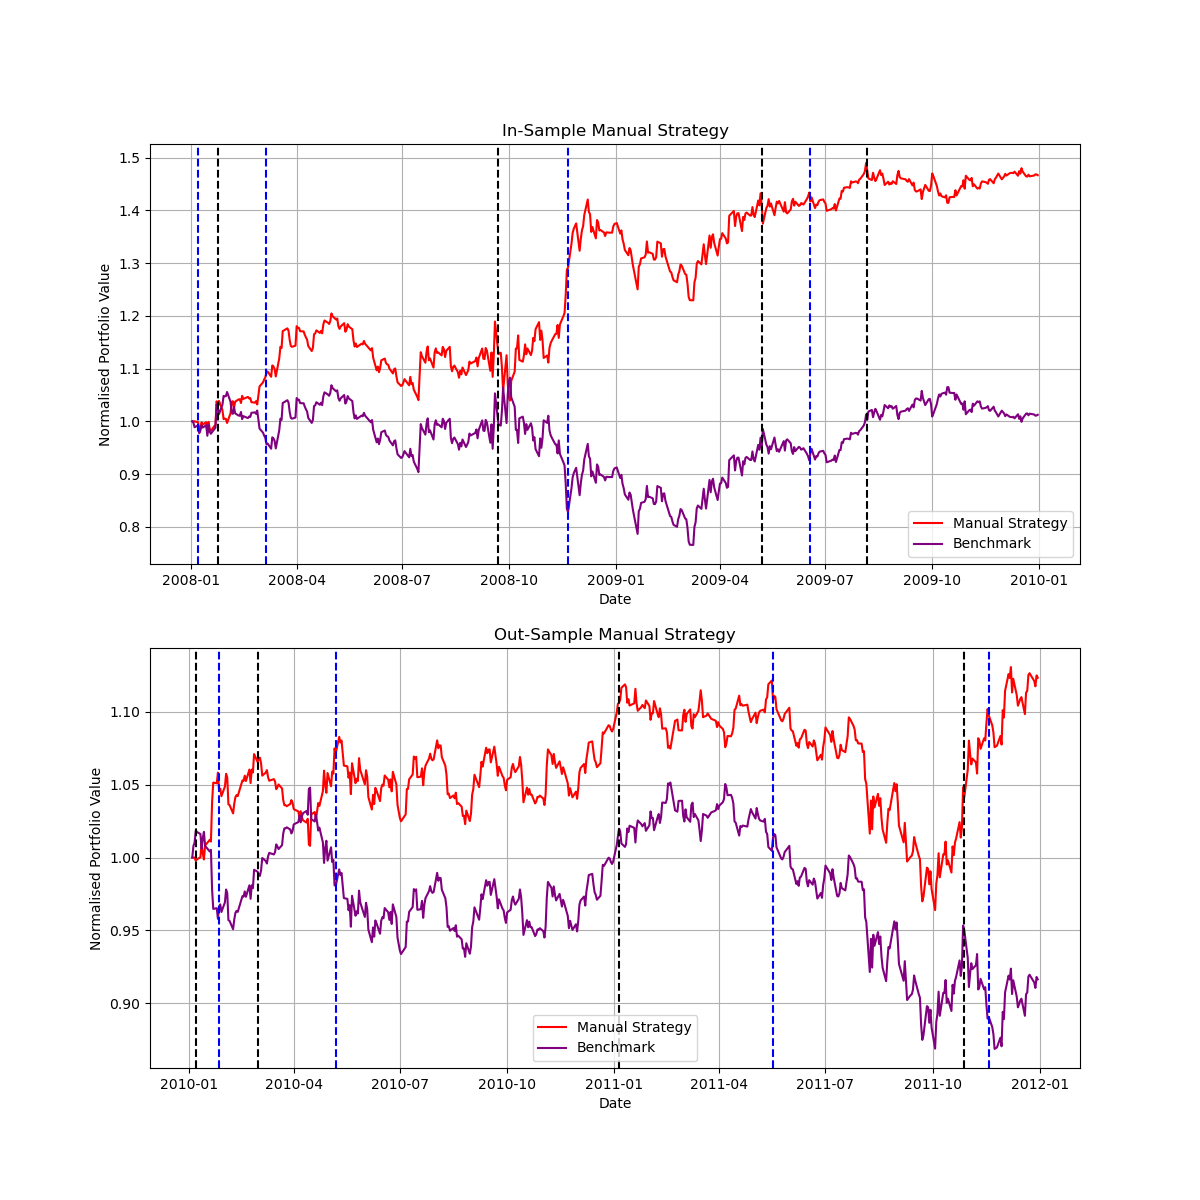 In-Sample Manual Strategy
Normalised Portfolio Value
1.5
1.4
1.3
1.2
1.1
1.0
0.9
0.8
Manual Strategy
Benchmark
2008-01 2008-04 2008-07 2008-10 2009-01 2009-04 2009-07 2009-10 2010-01
Date
Out-Sample Manual Strategy
Normalised Portfolio Value
1.10
1.05
1.00
0.95
0.90
Manual Strategy
Benchmark
2010-01 2010-04 2010-07 2010-10 2011-01 2011-04 2011-07 2011-10 2012-01
Date